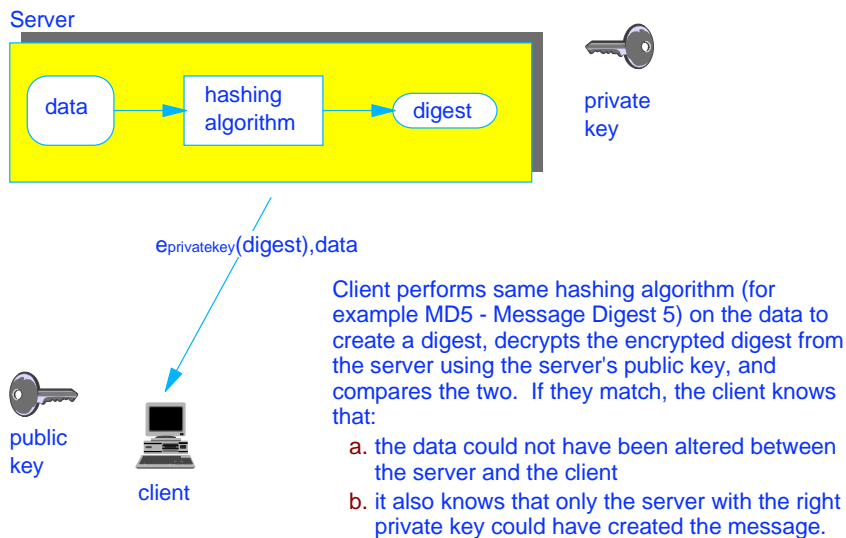 Server
data
hashing
algorithm
digest
private
key
eprivatekey(digest),data
Client performs same hashing algorithm (for
example MD5 - Message Digest 5) on the data to
create a digest, decrypts the encrypted digest from
the server using the server's public key, and
compares the two.  If they match, the client knows
that:
a. the data could not have been altered between
the server and the client
b. it also knows that only the server with the right
private key could have created the message.
public
key
client